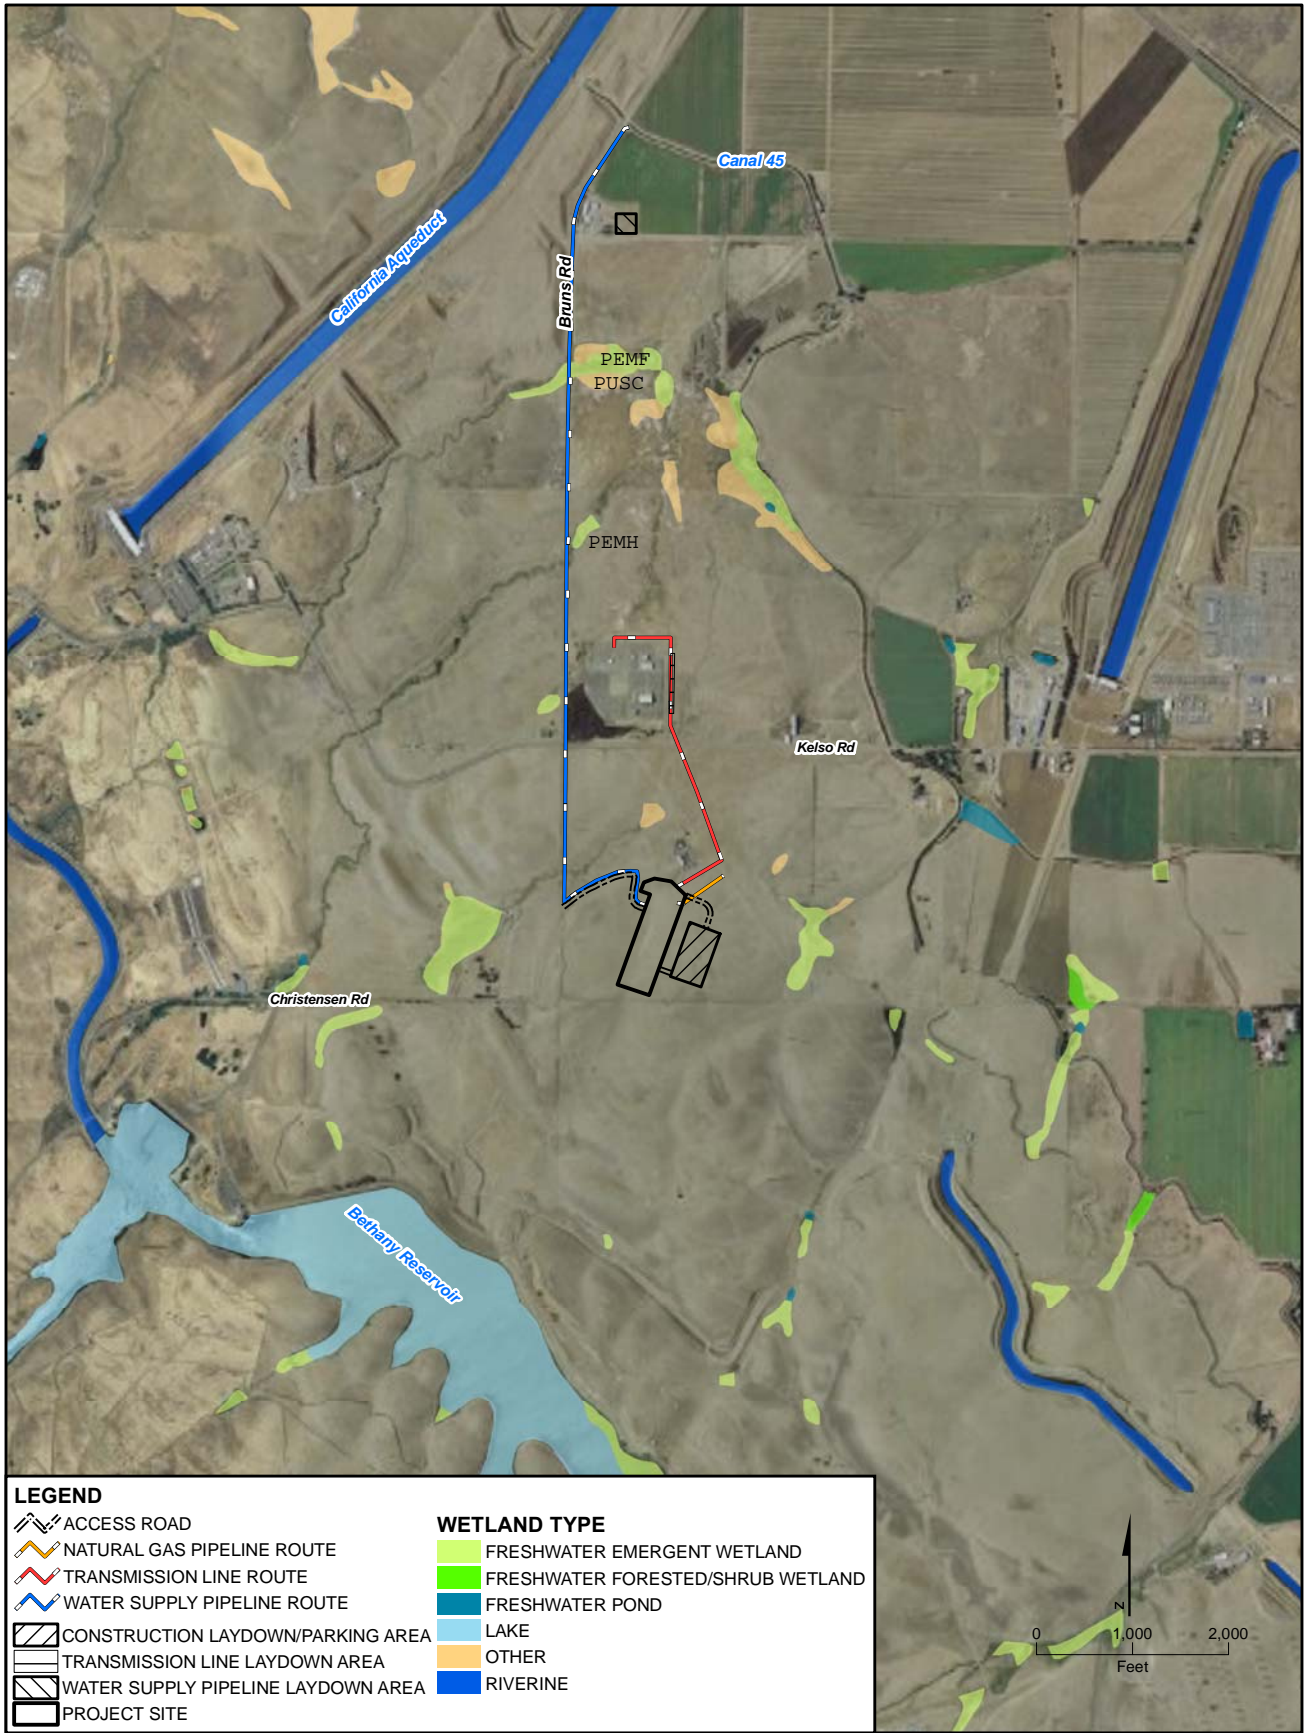 Canal 45
California Aqueduct
Bruns Rd
PEMF
PUSC
PEMH
Kelso Rd
Christensen Rd
Bethany Reservoir
LEGEND
ACCESS ROAD
NATURAL GAS PIPELINE ROUTE
TRANSMISSION LINE ROUTE
WATER SUPPLY PIPELINE ROUTE
CONSTRUCTION LAYDOWN/PARKING AREA
TRANSMISSION LINE LAYDOWN AREA
WATER SUPPLY PIPELINE LAYDOWN AREA
PROJECT SITE
WETLAND TYPE
FRESHWATER EMERGENT WETLAND
FRESHWATER FORESTED/SHRUB WETLAND
FRESHWATER POND
LAKE
OTHER
RIVERINE
N
0 1,000 2,000
Feet